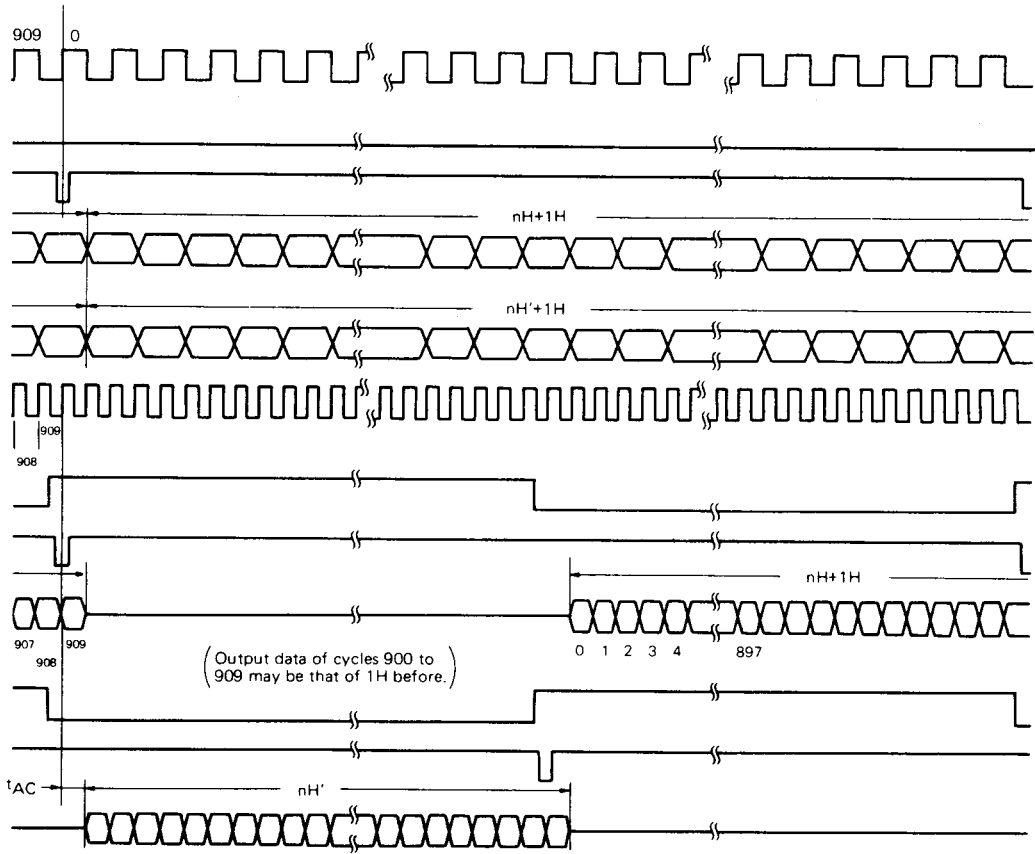 909 0
nH+1H
nH'+1H
909
908
nH+1H
907 909 0 1 2 3 4 897
908
(Output data of cycles 900 to
909 may be that of 1H before.)
tAC nH'